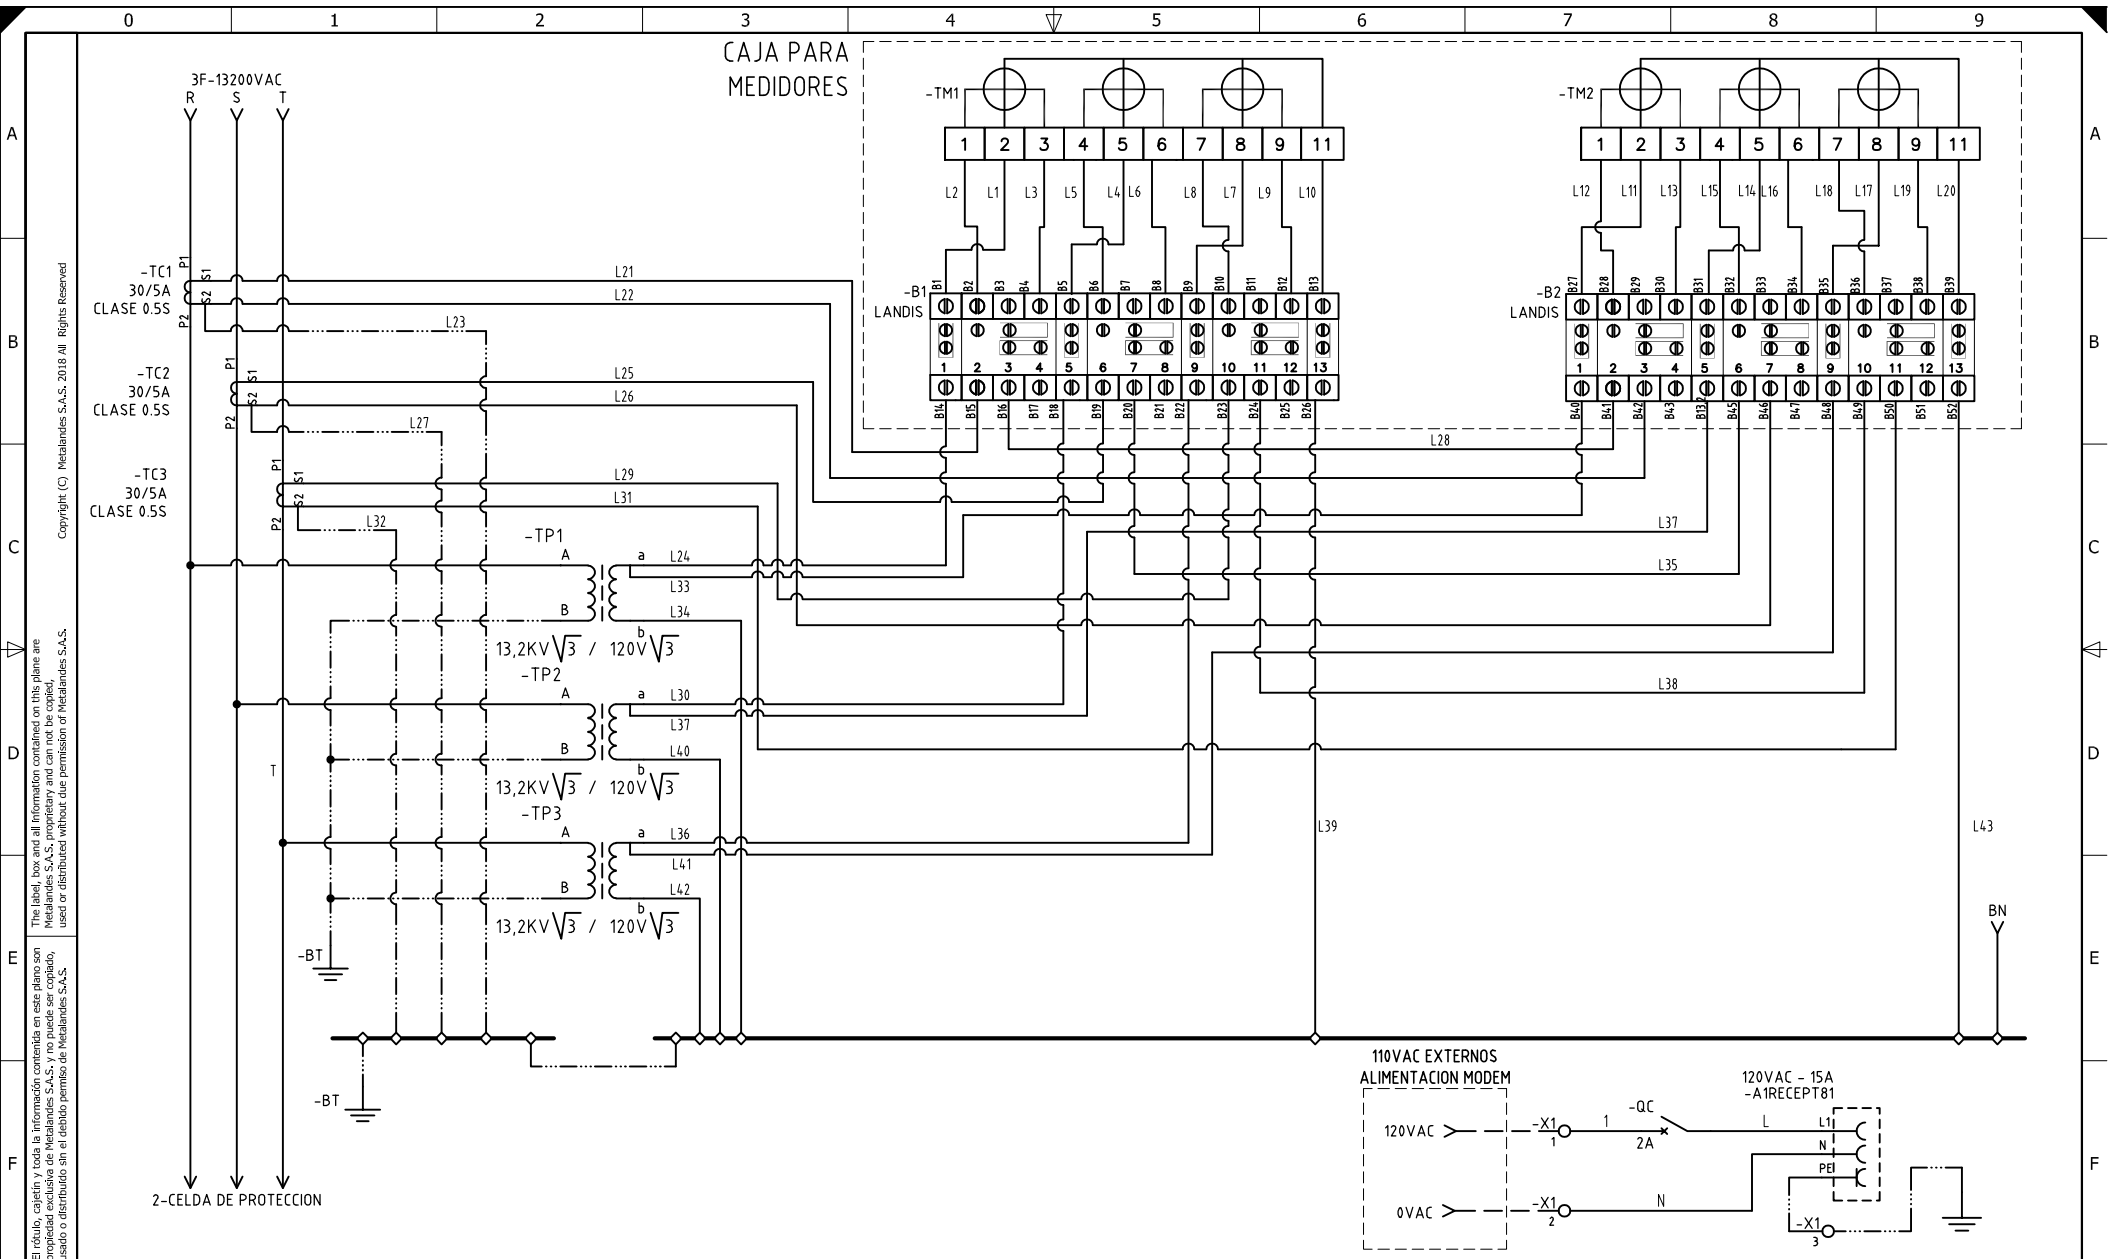 0 1 2 3 4 5 6 7 8 9
A
B
C
D
E
F
A
B
C
D
E
F
Copyright (C) Metalandes S.A.S. 2018 All Rights Reserved
The label, box and all information contained on this plane are
Metalandes S.A.S. proprietary and can not be copied,
used or distributed without due permission of Metalandes S.A.S.
El rótulo, cajetín y toda la información contenida en este plano son
propiedad exclusiva de Metalandes S.A.S. y no puede ser copiado,
usado o distribuído sin el debido permiso de Metalandes S.A.S.
3F-13200VAC
R S T
CAJA PARA
MEDIDORES
-TM1
1 2 3 4 5 6 7 8 9 11
L2 L1 L3 L5 L4 L6 L8 L7 L9 L10
-TM2
1 2 3 4 5 6 7 8 9 11
L12 L11 L13 L15 L14 L16 L18 L17 L19 L20
B1 B2 B3 B4 B5 B6 B7 B8 B9 B10 B11 B12 B13
-B1
LANDIS
1 2 3 4 5 6 7 8 9 10 11 12 13
B14 B15 B16 B17 B18 B19 B20 B21 B22 B23 B24 B25 B26
B27 B28 B29 B30 B31 B32 B33 B34 B35 B36 B37 B38 B39
-B2
LANDIS
1 2 3 4 5 6 7 8 9 10 11 12 13
B40 B41 B42 B43 B45 B46 B47 B48 B49 B50 B51 B52
-TC1
30/5A
CLASE 0.5S
P1 S1 S2 P2
L21
L22
L23
-TC2
30/5A
CLASE 0.5S
P1 S1 S2 P2
L25
L26
L27
-TC3
30/5A
CLASE 0.5S
P1 S1 S2 P2
L29
L31
L32
L28
L37
L35
L38
L39
L43
-TP1
A a L24
L33
B b L34
13,2KV√3 / 120V√3
-TP2
A a L30
L37
B b L40
13,2KV√3 / 120V√3
T
-TP3
A a L36
L41
B b L42
13,2KV√3 / 120V√3
-BT
-BT
BN
2-CELDA DE PROTECCION
110VAC EXTERNOS
ALIMENTACION MODEM
120VAC
0VAC
-X1
1
1
-QC
2A
L
120VAC - 15A
-A1RECEPT81
L1
N
PE
-X1
2
N
-X1
3